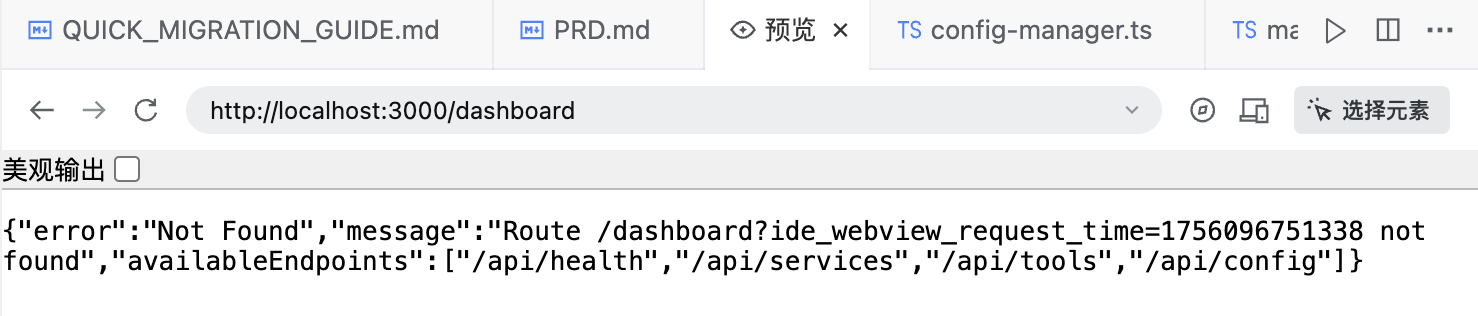 QUICK_MIGRATION_GUIDE.md PRD.md 预览 × TS config-manager.ts TS ma
http://localhost:3000/dashboard 选择元素
美观输出
{"error":"Not Found","message":"Route /dashboard?ide_webview_request_time=1756096751338 not
found","availableEndpoints":["/api/health","/api/services","/api/tools","/api/config"]}